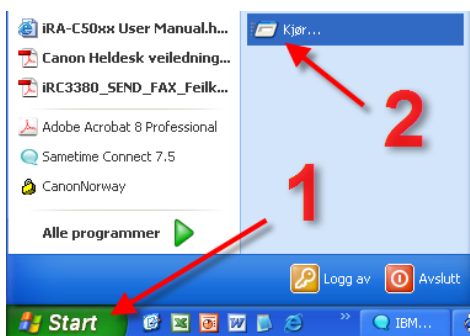 iRA-C50xx User Manual.h...
Canon Heldesk veiledning...
iRC3380_SEND_FAX_Feilk...
Adobe Acrobat 8 Professional
Sametime Connect 7.5
CanonNorway
Alle programmer
Kjør...
2
1
Logg av
Avslutt
Start
IBM...